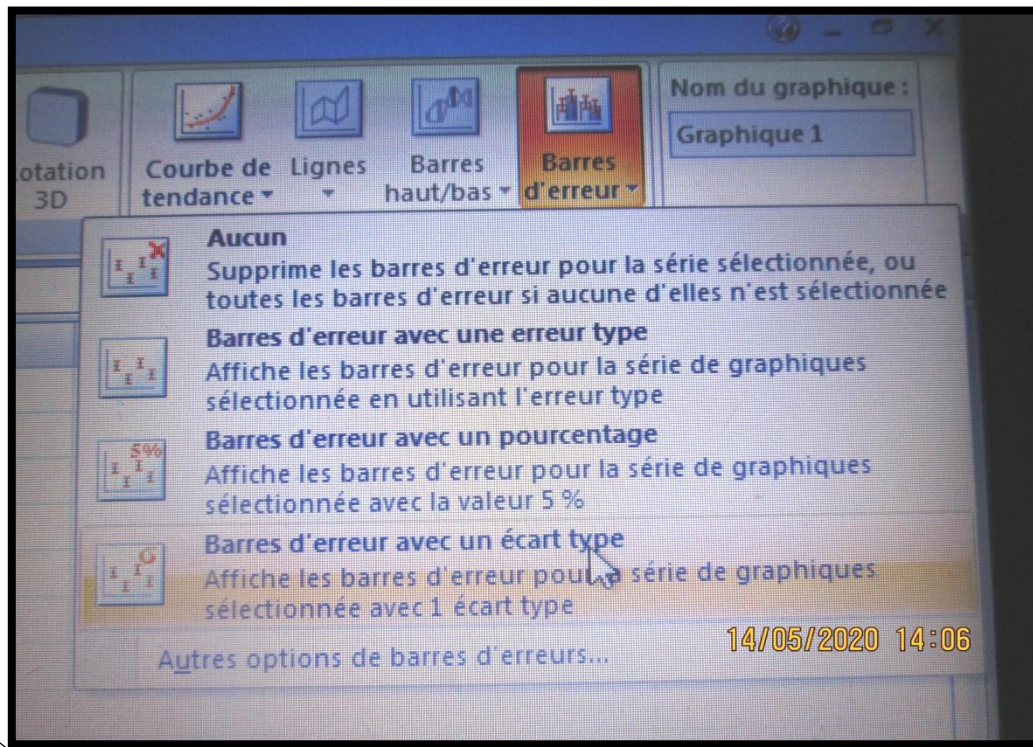 Nom du graphique :
Graphique 1
otation
3D
Courbe de
tendance
Lignes
Barres
haut/bas
Barres
d'erreur
Aucun
Supprime les barres d'erreur pour la série sélectionnée, ou
toutes les barres d'erreur si aucune d'elles n'est sélectionnée
Barres d'erreur avec une erreur type
Affiche les barres d'erreur pour la série de graphiques
sélectionnée en utilisant l'erreur type
5%
Barres d'erreur avec un pourcentage
Affiche les barres d'erreur pour la série de graphiques
sélectionnée avec la valeur 5 %
Barres d'erreur avec un écart type
Affiche les barres d'erreur pour la série de graphiques
sélectionnée avec 1 écart type
Autres options de barres d'erreurs...
14/05/2020 14:06